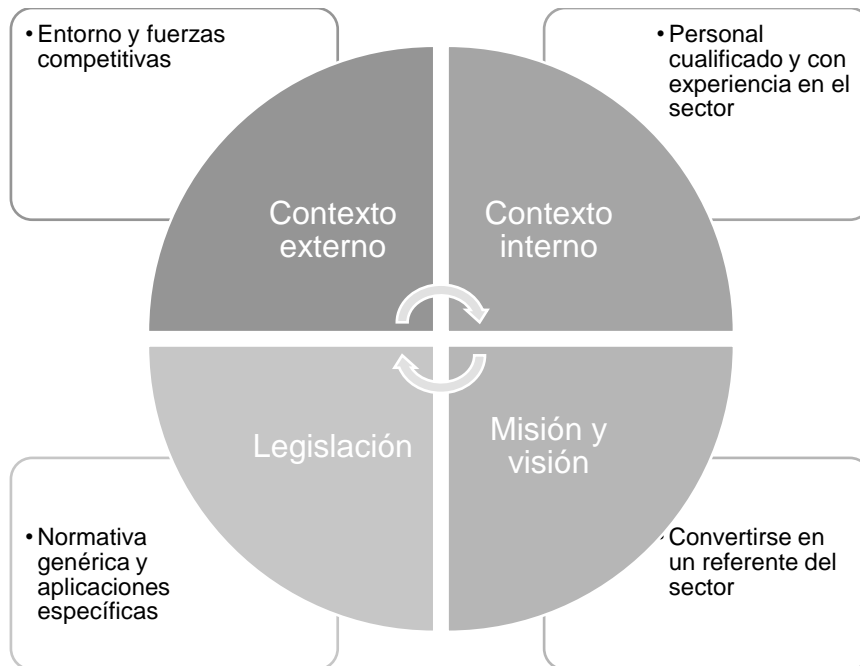 • Entorno y fuerzas
competitivas
• Personal
cualificado y con
experiencia en el
sector
Contexto
externo
Contexto
interno
Legislación
Misión y
visión
• Normativa
genérica y
aplicaciones
específicas
• Convertirse en
un referente del
sector